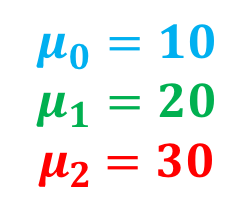 μ₀ = 10
μ₁ = 20
μ₂ = 30